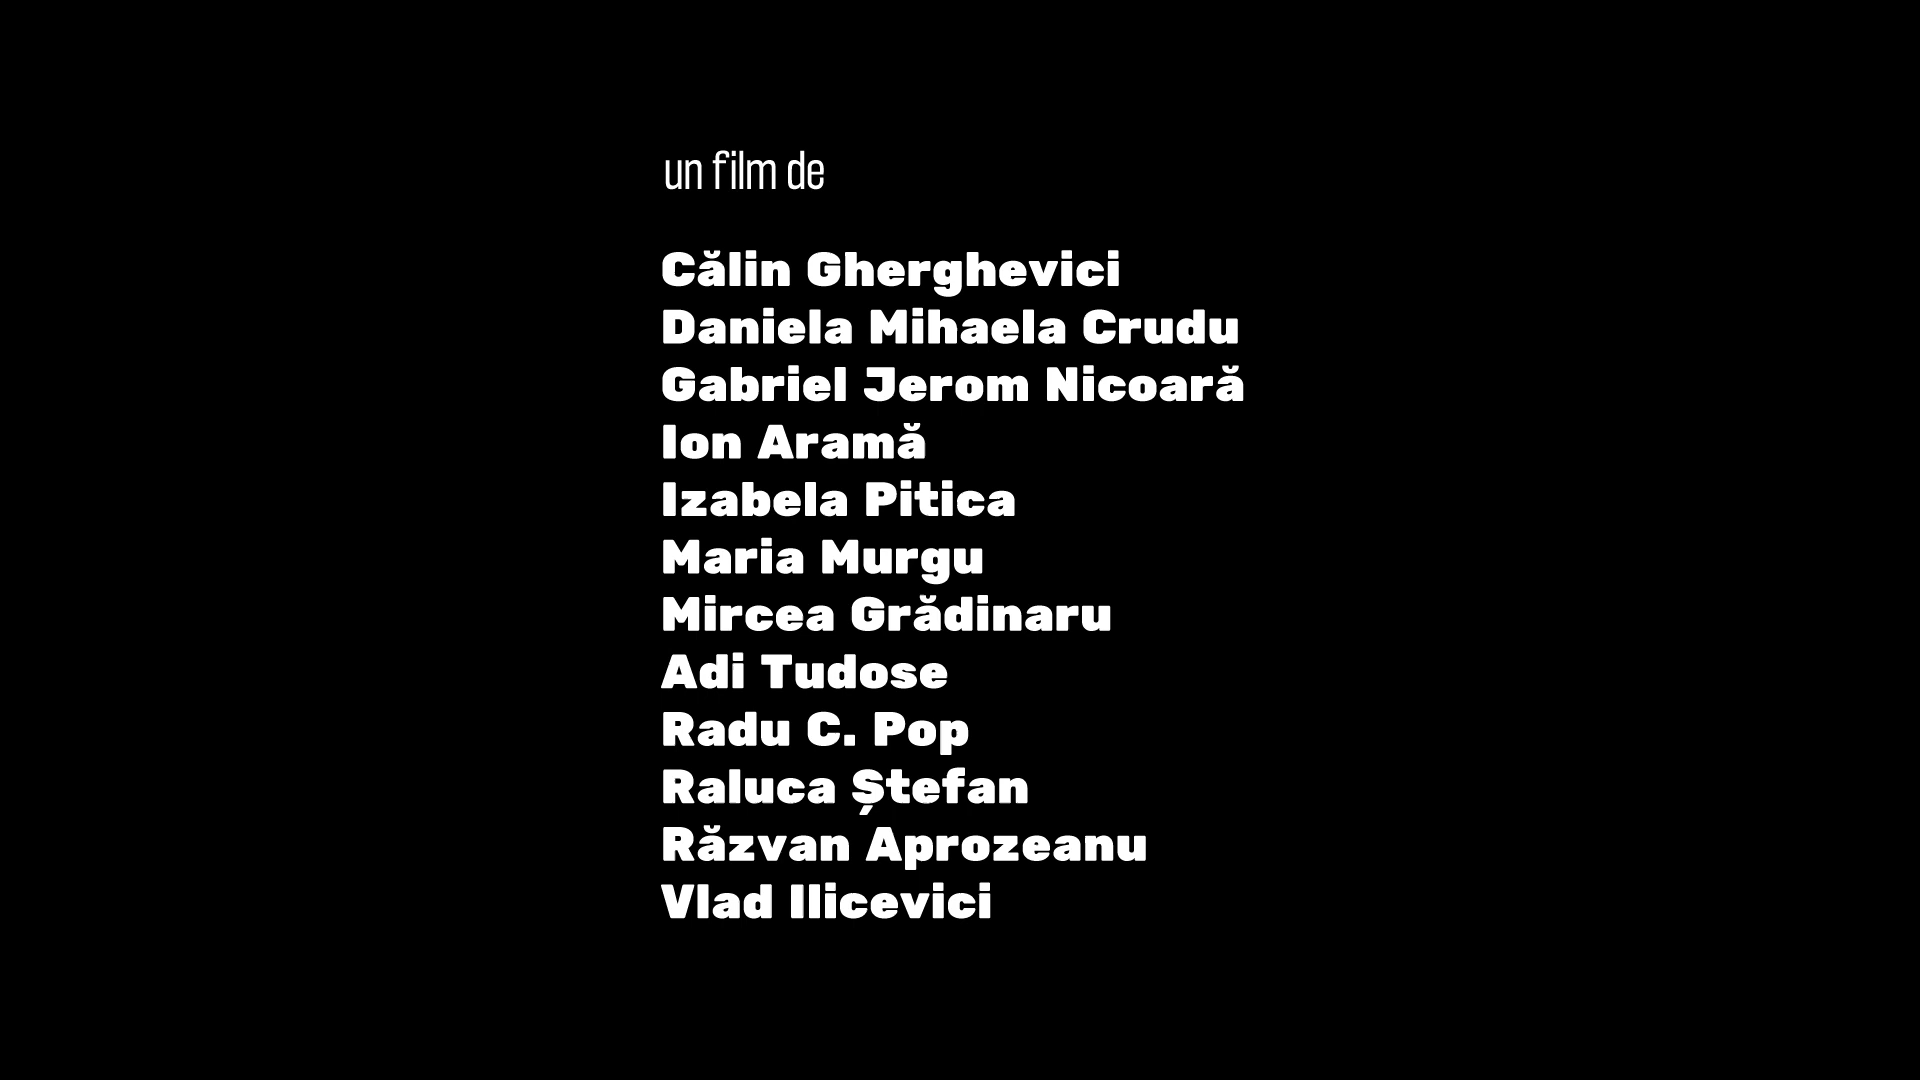 un film de
Călin Gherghevici
Daniela Mihaela Crudu
Gabriel Jerom Nicoară
Ion Aramă
Izabela Pitica
Maria Murgu
Mircea Grădinaru
Adi Tudose
Radu C. Pop
Raluca Ștefan
Răzvan Aprozeanu
Vlad Ilicevici